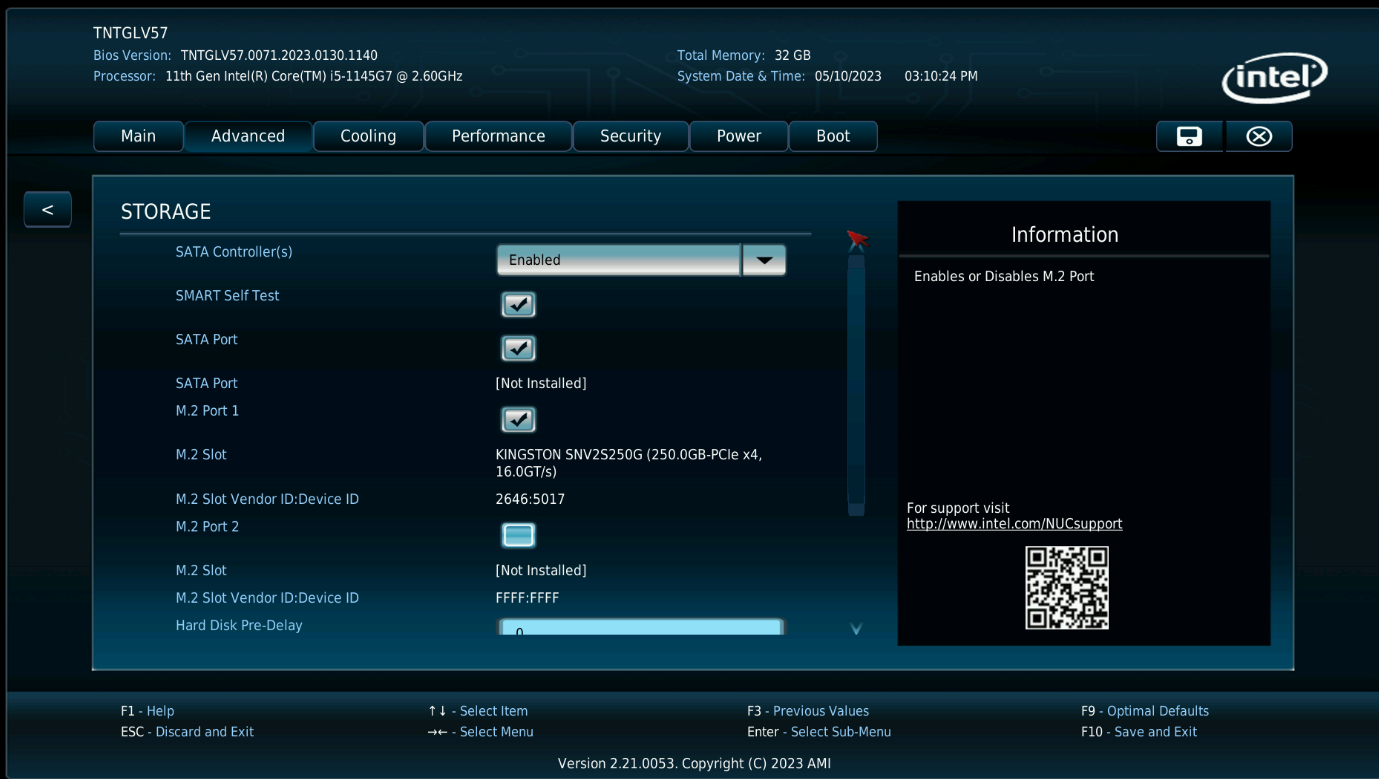 TNTGLV57
Bios Version: TNTGLV57.0071.2023.0130.1140
Total Memory: 32 GB
Processor: 11th Gen Intel(R) Core(TM) i5-1145G7 @ 2.60GHz
System Date & Time: 05/10/2023 03:10:24 PM
intel
Main Advanced Cooling Performance Security Power Boot
<
STORAGE
SATA Controller(s) Enabled
SMART Self Test
SATA Port
SATA Port [Not Installed]
M.2 Port 1
M.2 Slot KINGSTON SNV2S250G (250.0GB-PCIe x4,
16.0GT/s)
M.2 Slot Vendor ID:Device ID 2646:5017
M.2 Port 2
M.2 Slot [Not Installed]
M.2 Slot Vendor ID:Device ID FFFF:FFFF
Hard Disk Pre-Delay 0
Information
Enables or Disables M.2 Port
For support visit
http://www.intel.com/NUCsupport
F1 - Help ↑↓ - Select Item F3 - Previous Values F9 - Optimal Defaults
ESC - Discard and Exit →← - Select Menu Enter - Select Sub-Menu F10 - Save and Exit
Version 2.21.0053. Copyright (C) 2023 AMI